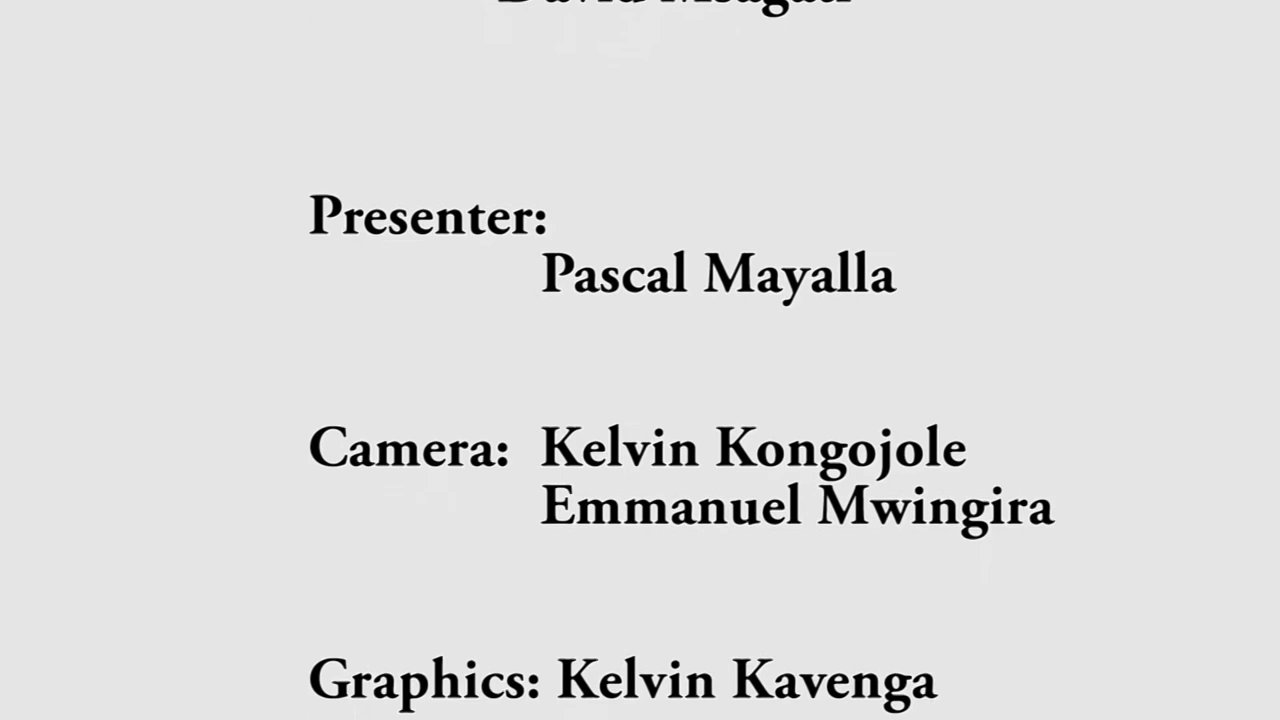 Presenter:
Pascal Mayalla
Camera: Kelvin Kongojole
Emmanuel Mwingira
Graphics: Kelvin Kavenga